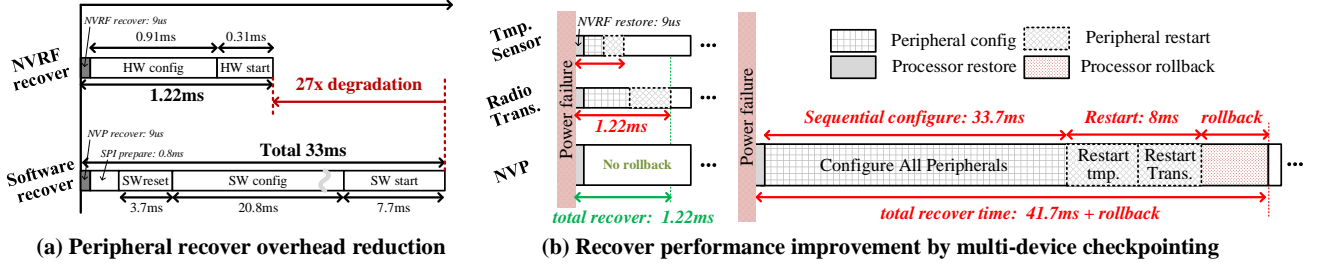 NVRF recover: 9us
0.91ms
0.31ms
NVRF
recover
HW config
HW start
1.22ms
27x degradation
NVP recover: 9us
SPI prepare: 0.8ms
Total 33ms
Software
recover
SWreset
SW config
SW start
3.7ms
20.8ms
7.7ms
(a) Peripheral recover overhead reduction
Power failure
NVRF restore: 9us
Tmp.
Sensor
...
Radio
Trans.
...
1.22ms
NVP
No rollback
...
total recover: 1.22ms
Peripheral config
Peripheral restart
Processor restore
Processor rollback
Power failure
Sequential configure: 33.7ms
Restart: 8ms
rollback
Configure All Peripherals
Restart
tmp.
Restart
Trans.
...
total recover time: 41.7ms + rollback
(b) Recover performance improvement by multi-device checkpointing